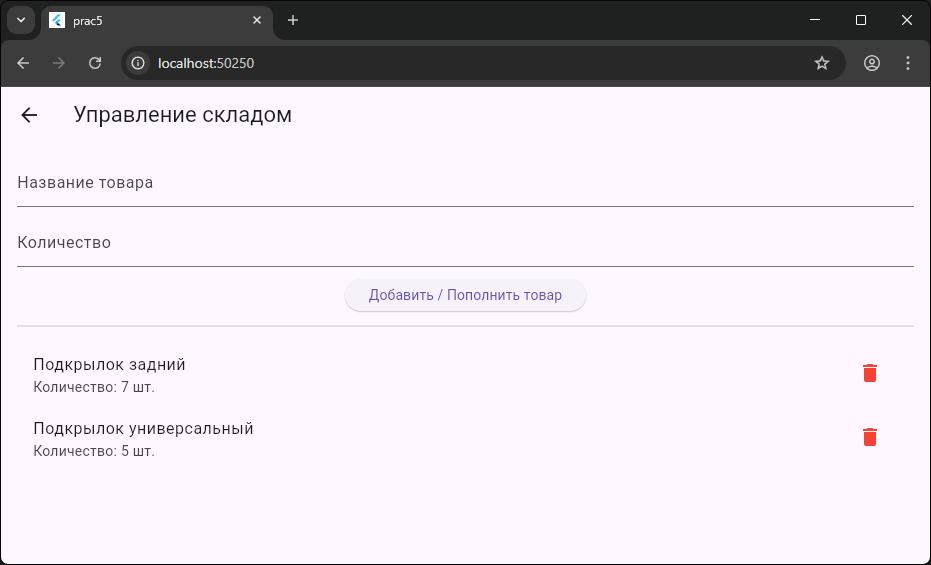 prac5
localhost:50250
Управление складом
Название товара
Количество
Добавить / Пополнить товар
Подкрылок задний
Количество: 7 шт.
Подкрылок универсальный
Количество: 5 шт.